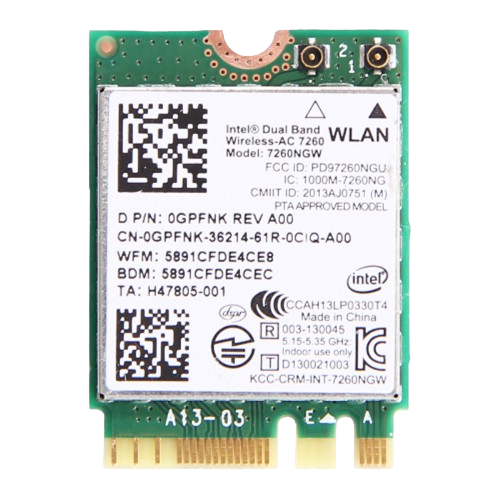 2
1
Intel® Dual Band
Wireless-AC 7260
Model: 7260NGW
WLAN
FCC ID: PD97260NGU
IC: 1000M-7260NG
CMIIT ID: 2013AJ0751 (M)
PTA APPROVED MODEL
D P/N: 0GPFNK REV A00
CN-0GPFNK-36214-61R-0CIQ-A00
WFM: 5891CFDE4CE8
BDM: 5891CFDE4CEC
TA: H47805-001
intel
dspr
CCAH13LP0330T4
Made in China
R 003-130045
5.15-5.35 GHz:
Indoor use only
T D130021003
KCC-CRM-INT-7260NGW
A13-03
E
A